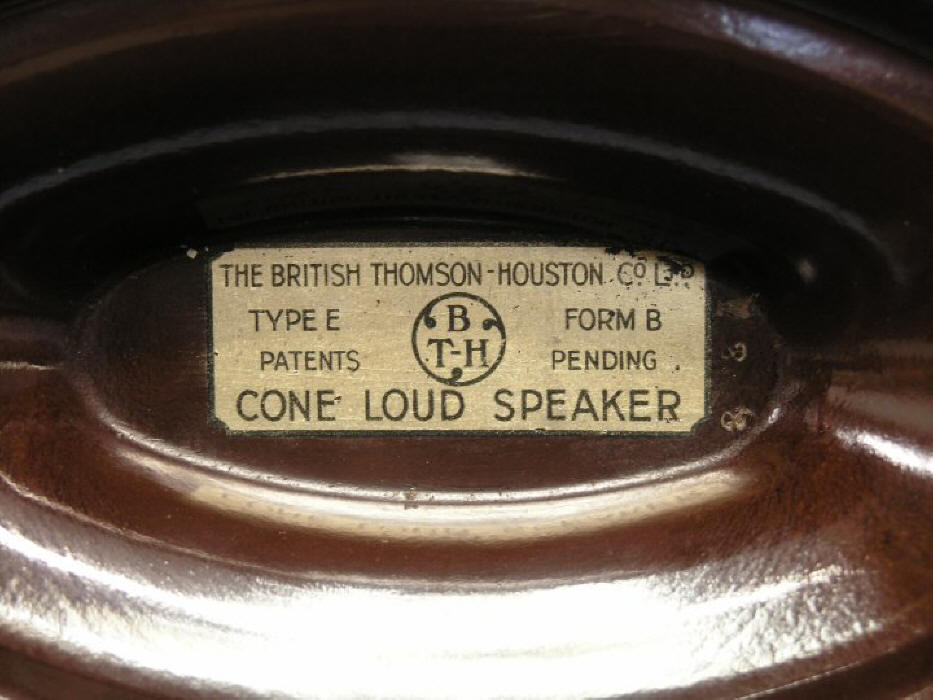 THE BRITISH THOMSON-HOUSTON Co. LTD
TYPE E
B
T-H
FORM B
PATENTS
PENDING.
CONE LOUD SPEAKER